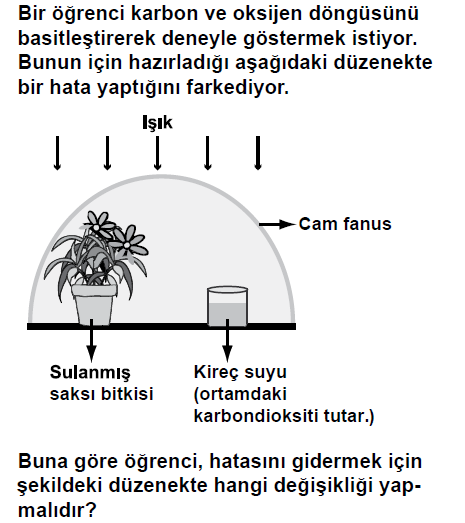 Bir öğrenci karbon ve oksijen döngüsünü
basitleştirerek deneyle göstermek istiyor.
Bunun için hazırladığı aşağıdaki düzenekte
bir hata yaptığını farkediyor.
Işık
Cam fanus
Sulanmış
saksı bitkisi
Kireç suyu
(ortamdaki
karbondioksiti tutar.)
Buna göre öğrenci, hatasını gidermek için
şekildeki düzenekte hangi değişikliği yap-
malıdır?